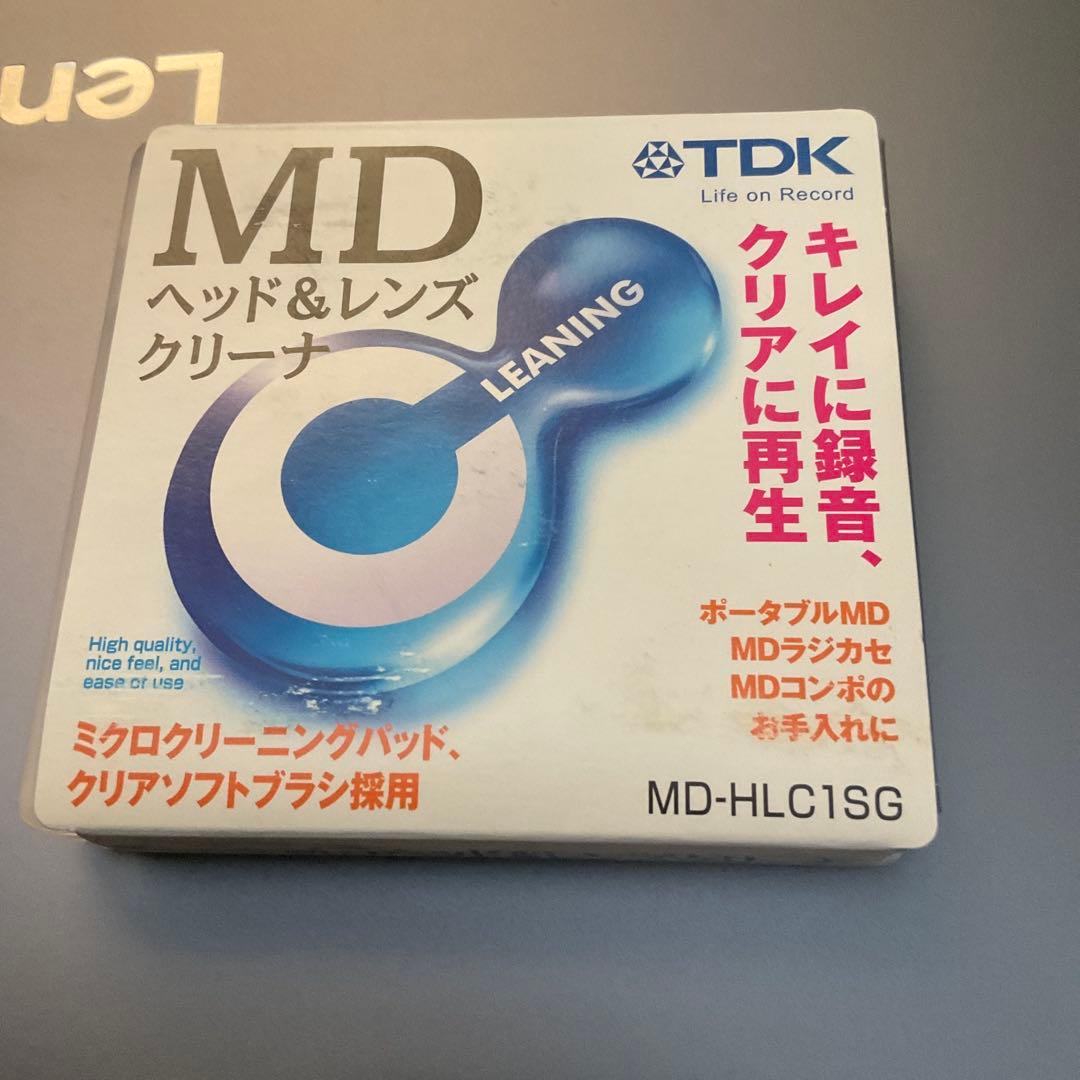 Len
MD
ヘッド&レンズ
クリーナ
TDK
Life on Record
キレイに録音、
クリアに再生
LEANING
High quality,
nice feel, and
ease of use
ポータブルMD
MDラジカセ
MDコンポの
お手入れに
ミクロクリーニングパッド、
クリアソフトブラシ採用
MD-HLC1SG